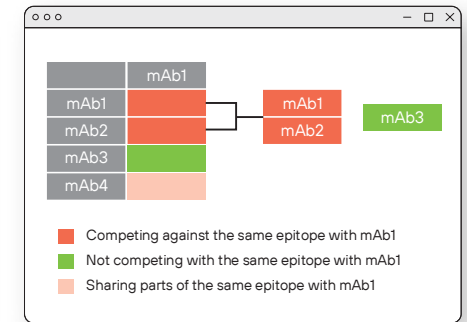 mAb1
mAb1
mAb2
mAb3
mAb4
mAb1
mAb2
mAb3
Competing against the same epitope with mAb1
Not competing with the same epitope with mAb1
Sharing parts of the same epitope with mAb1